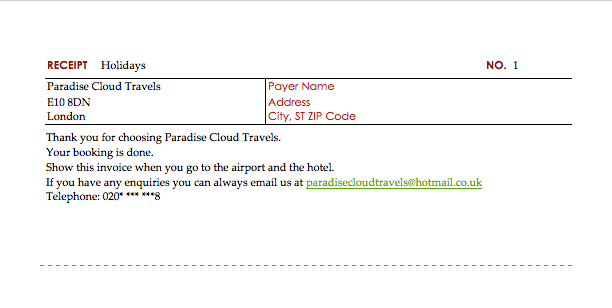 RECEIPT Holidays NO. 1
Paradise Cloud Travels Payer Name
E10 8DN Address
London City, ST ZIP Code
Thank you for choosing Paradise Cloud Travels.
Your booking is done.
Show this invoice when you go to the airport and the hotel.
If you have any enquiries you can always email us at paradisecloudtravels@hotmail.co.uk
Telephone: 020* *** ***8